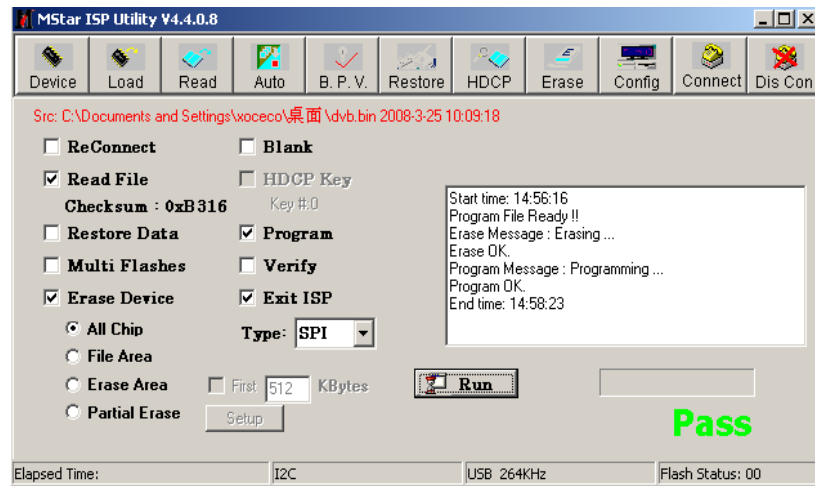 MStar ISP Utility V4.4.0.8
Device Load Read Auto B. P. V. Restore HDCP Erase Config Connect Dis Con
Src: C:\Documents and Settings\xoceco\桌面\dvb.bin 2008-3-25 10:09:18
ReConnect Blank
Read File HDCP Key
Checksum : 0xB316 Key #:0
Restore Data Program
Multi Flashes Verify
Erase Device Exit ISP
All Chip Type: SPI
File Area
Erase Area First 512 KBytes
Partial Erase Setup
Start time: 14:56:16
Program File Ready !!
Erase Message : Erasing ...
Erase OK.
Program Message : Programming ...
Program OK.
End time: 14:58:23
Run
Pass
Elapsed Time: I2C USB 264KHz Flash Status: 00